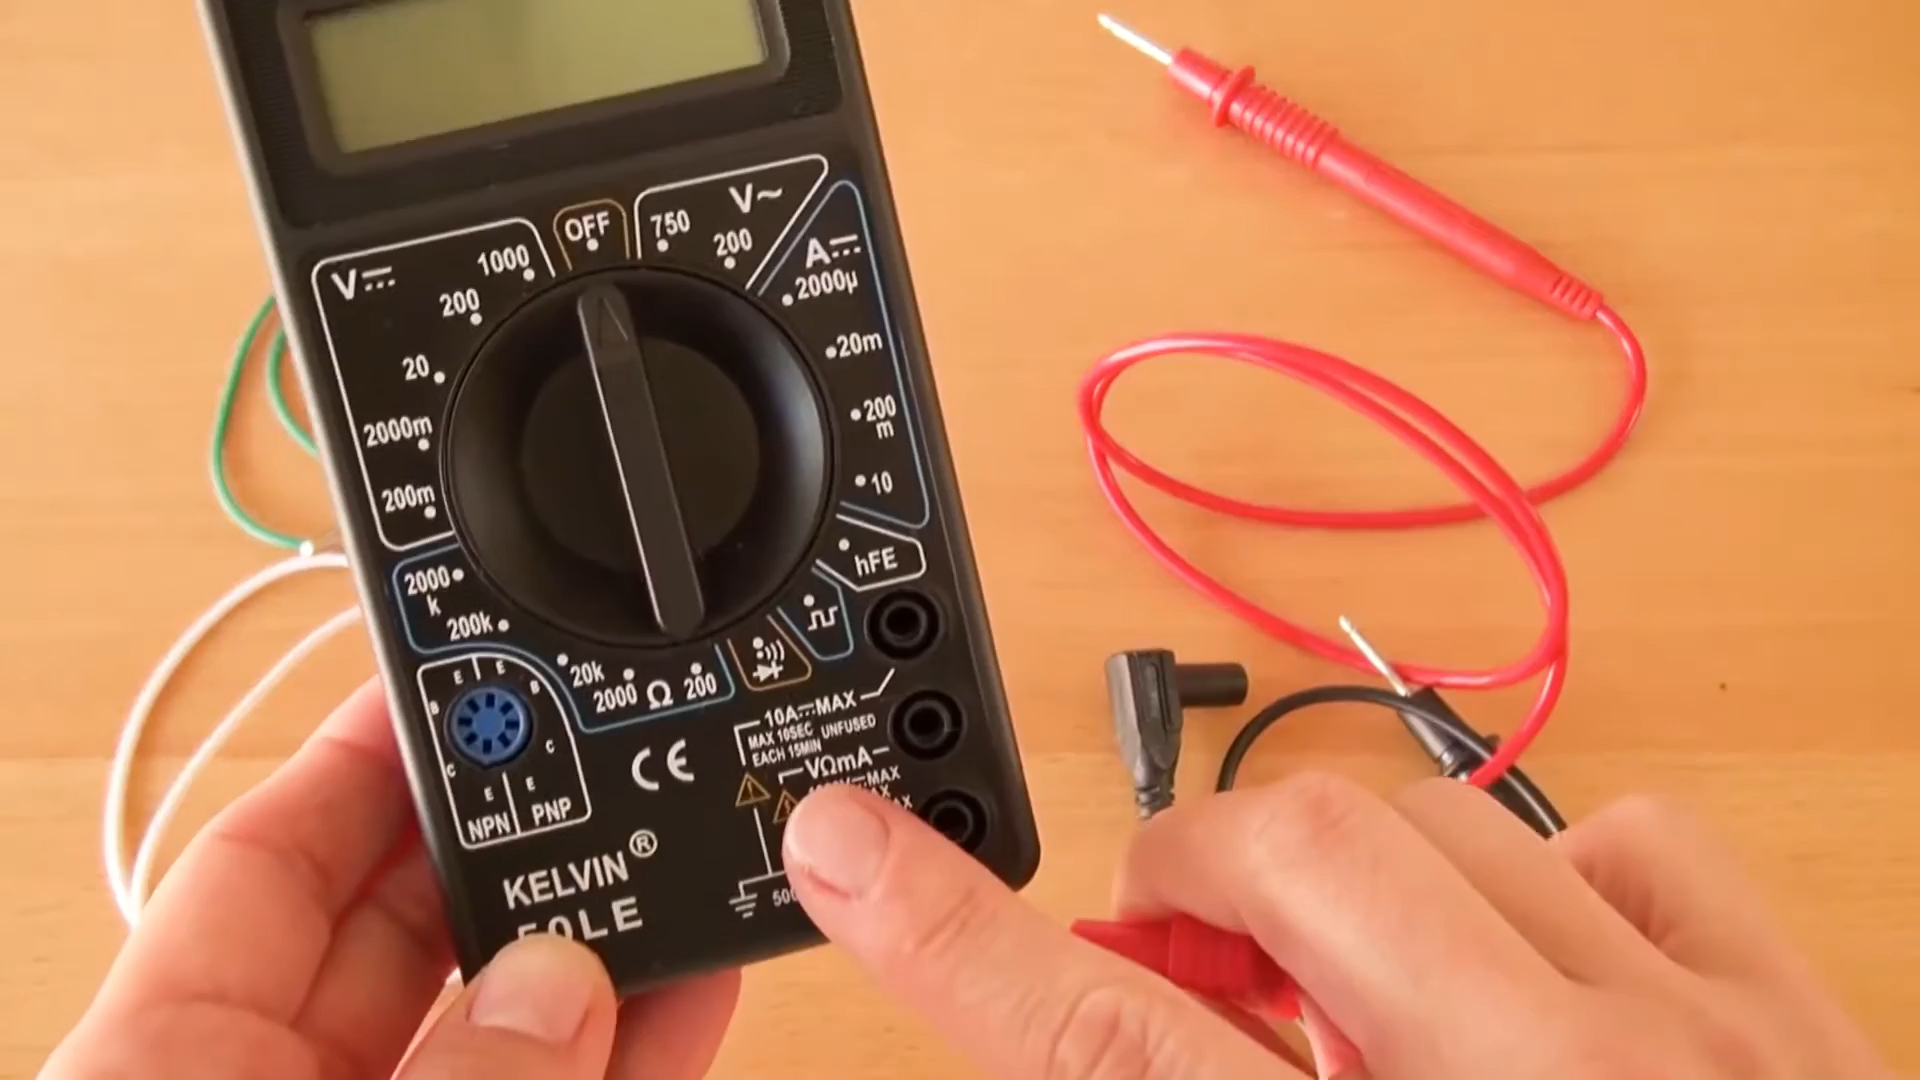 OFF
750
V~
200
A
2000µ
20m
200
m
10
hFE
V
1000
200
20
2000m
200m
2000
k
200k
20k
2000 Ω 200
10A MAX
MAX 10SEC UNFUSED
EACH 15MIN
VΩmA
MAX
E E
B B
C C
E E
NPN PNP
CE
KELVIN®
50LE